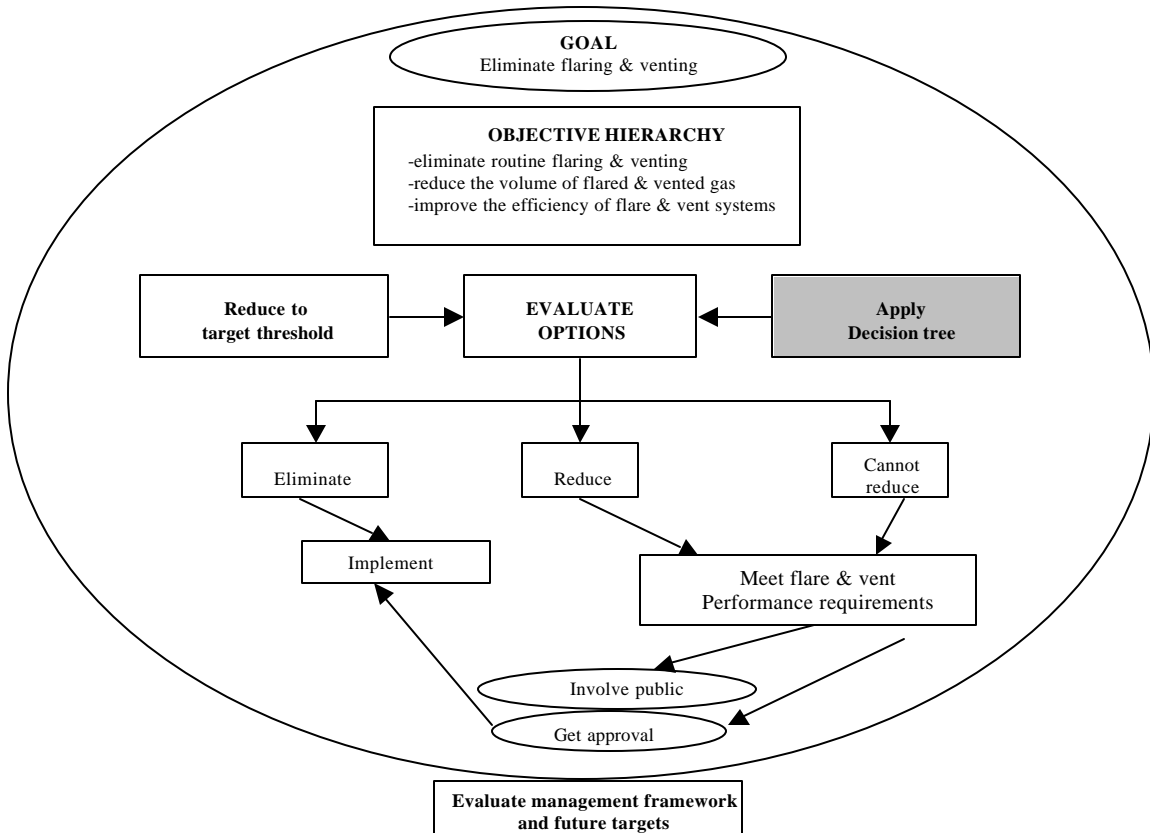 GOAL
Eliminate flaring & venting
OBJECTIVE HIERARCHY
-eliminate routine flaring & venting
-reduce the volume of flared & vented gas
-improve the efficiency of flare & vent systems
Reduce to
target threshold
EVALUATE
OPTIONS
Apply
Decision tree
Eliminate
Reduce
Cannot
reduce
Implement
Meet flare & vent
Performance requirements
Involve public
Get approval
Evaluate management framework
and future targets